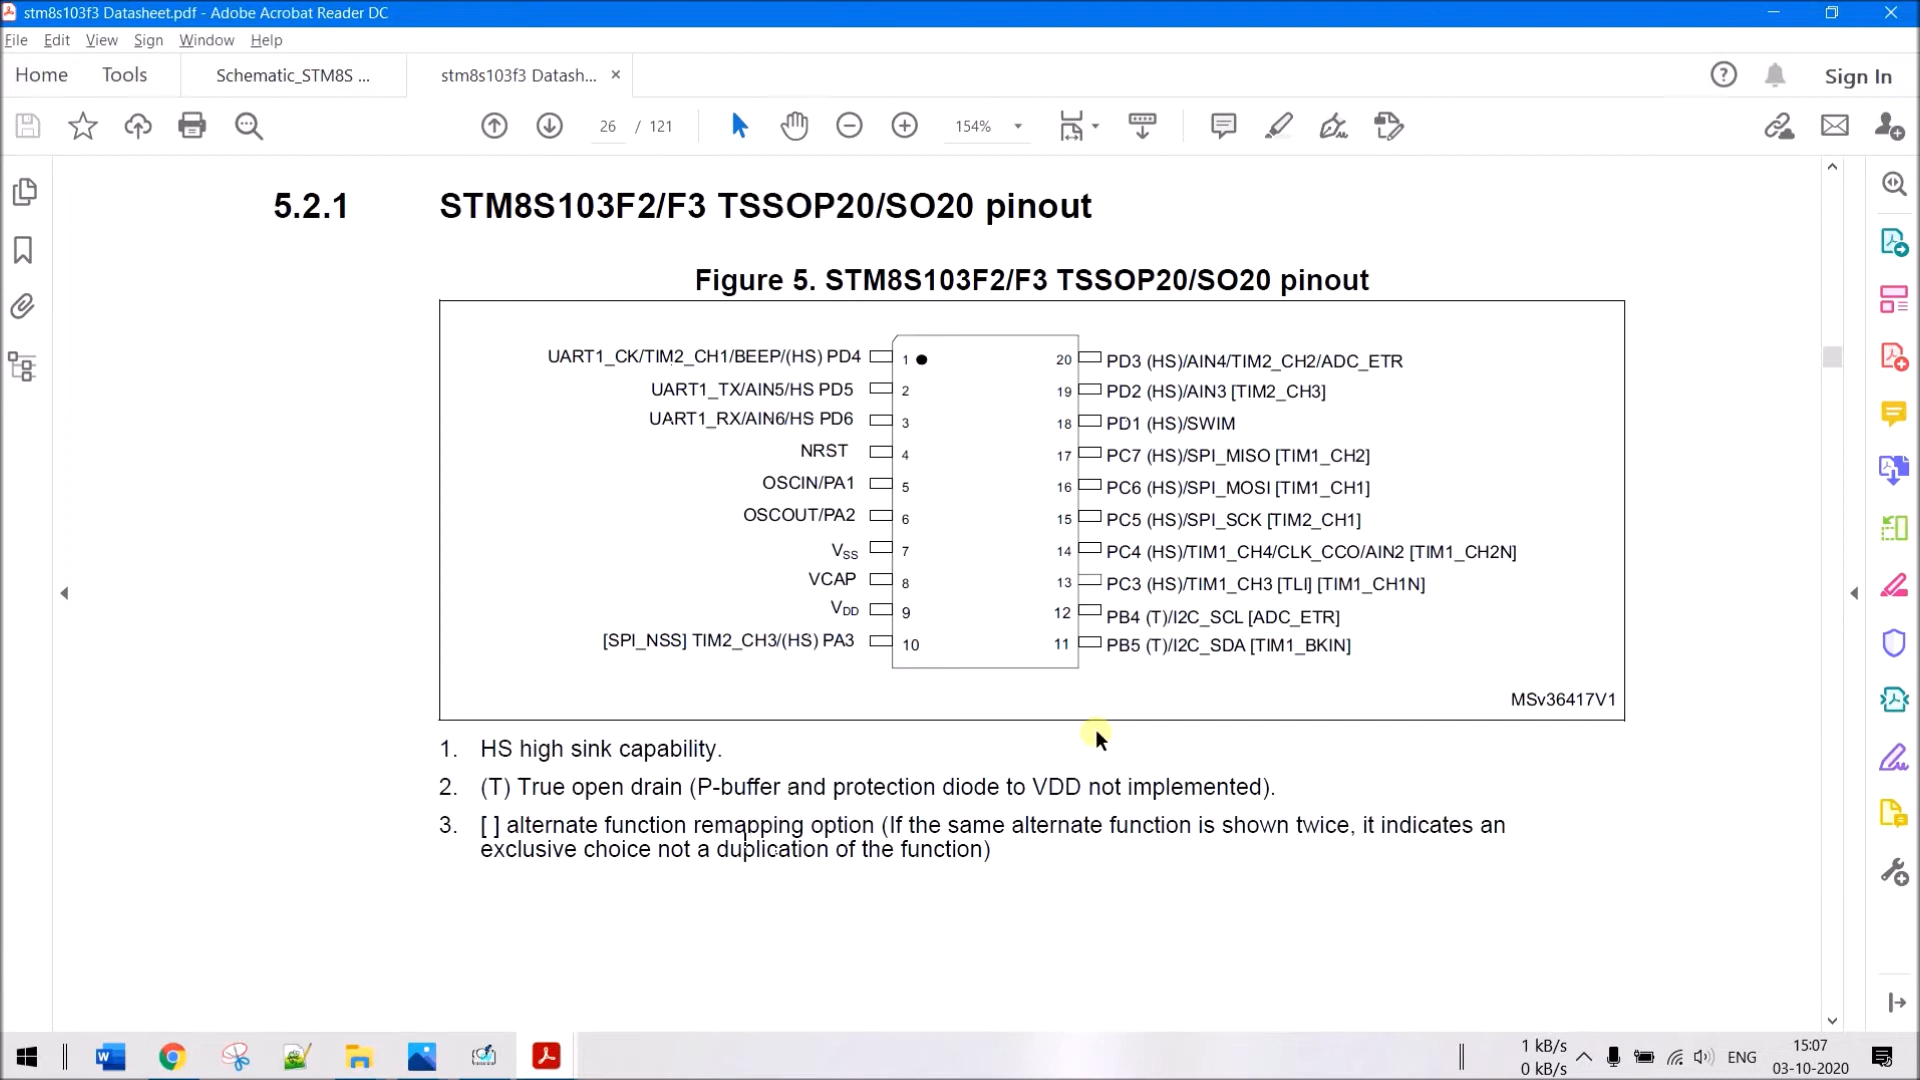 stm8s103f3 Datasheet.pdf - Adobe Acrobat Reader DC
File Edit View Sign Window Help
Home Tools Schematic_STM8S ... stm8s103f3 Datash... × Sign In
26 / 121 154%
5.2.1 STM8S103F2/F3 TSSOP20/SO20 pinout
Figure 5. STM8S103F2/F3 TSSOP20/SO20 pinout
UART1_CK/TIM2_CH1/BEEP/(HS) PD4 1 20 PD3 (HS)/AIN4/TIM2_CH2/ADC_ETR
UART1_TX/AIN5/HS PD5 2 19 PD2 (HS)/AIN3 [TIM2_CH3]
UART1_RX/AIN6/HS PD6 3 18 PD1 (HS)/SWIM
NRST 4 17 PC7 (HS)/SPI_MISO [TIM1_CH2]
OSCIN/PA1 5 16 PC6 (HS)/SPI_MOSI [TIM1_CH1]
OSCOUT/PA2 6 15 PC5 (HS)/SPI_SCK [TIM2_CH1]
VSS 7 14 PC4 (HS)/TIM1_CH4/CLK_CCO/AIN2 [TIM1_CH2N]
VCAP 8 13 PC3 (HS)/TIM1_CH3 [TLI] [TIM1_CH1N]
VDD 9 12 PB4 (T)/I2C_SCL [ADC_ETR]
[SPI_NSS] TIM2_CH3/(HS) PA3 10 11 PB5 (T)/I2C_SDA [TIM1_BKIN]
MSv36417V1
1. HS high sink capability.
2. (T) True open drain (P-buffer and protection diode to VDD not implemented).
3. [ ] alternate function remapping option (If the same alternate function is shown twice, it indicates an
exclusive choice not a duplication of the function)
1 kB/s 15:07
0 kB/s ENG 03-10-2020